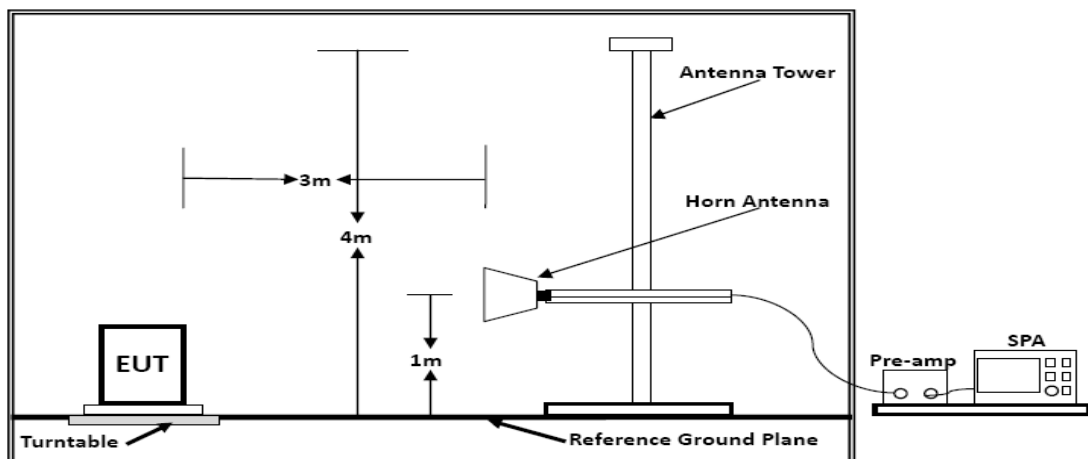 Antenna Tower
3m
Horn Antenna
4m
1m
EUT
SPA
Pre-amp
Turntable
Reference Ground Plane